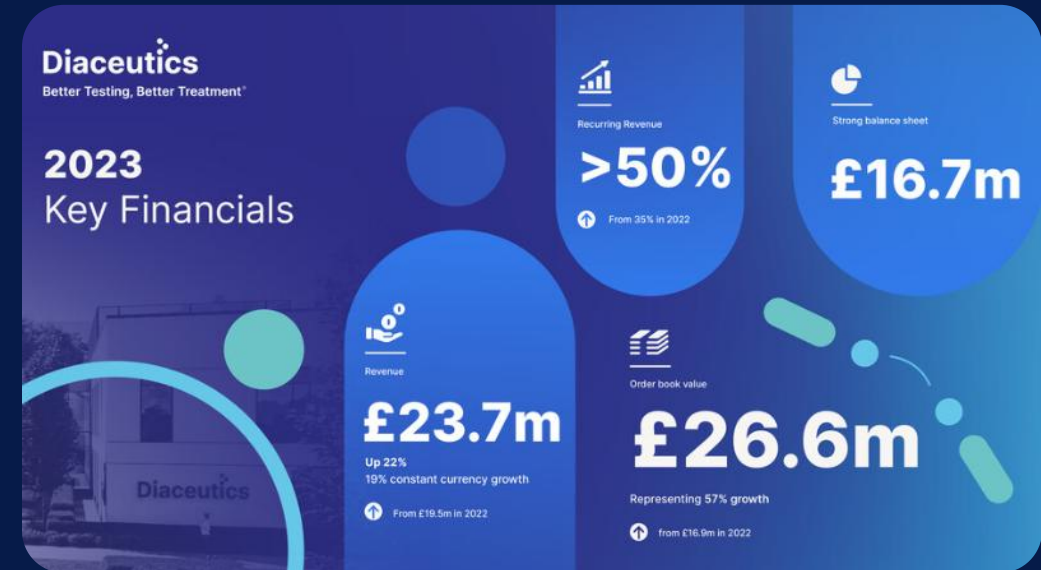 Diaceutics
Better Testing, Better Treatment®
2023
Key Financials
Recurring Revenue
>50%
From 35% in 2022
Strong balance sheet
£16.7m
Revenue
£23.7m
Up 22%
19% constant currency growth
From £19.5m in 2022
Order book value
£26.6m
Representing 57% growth
from £16.9m in 2022
Diaceutics